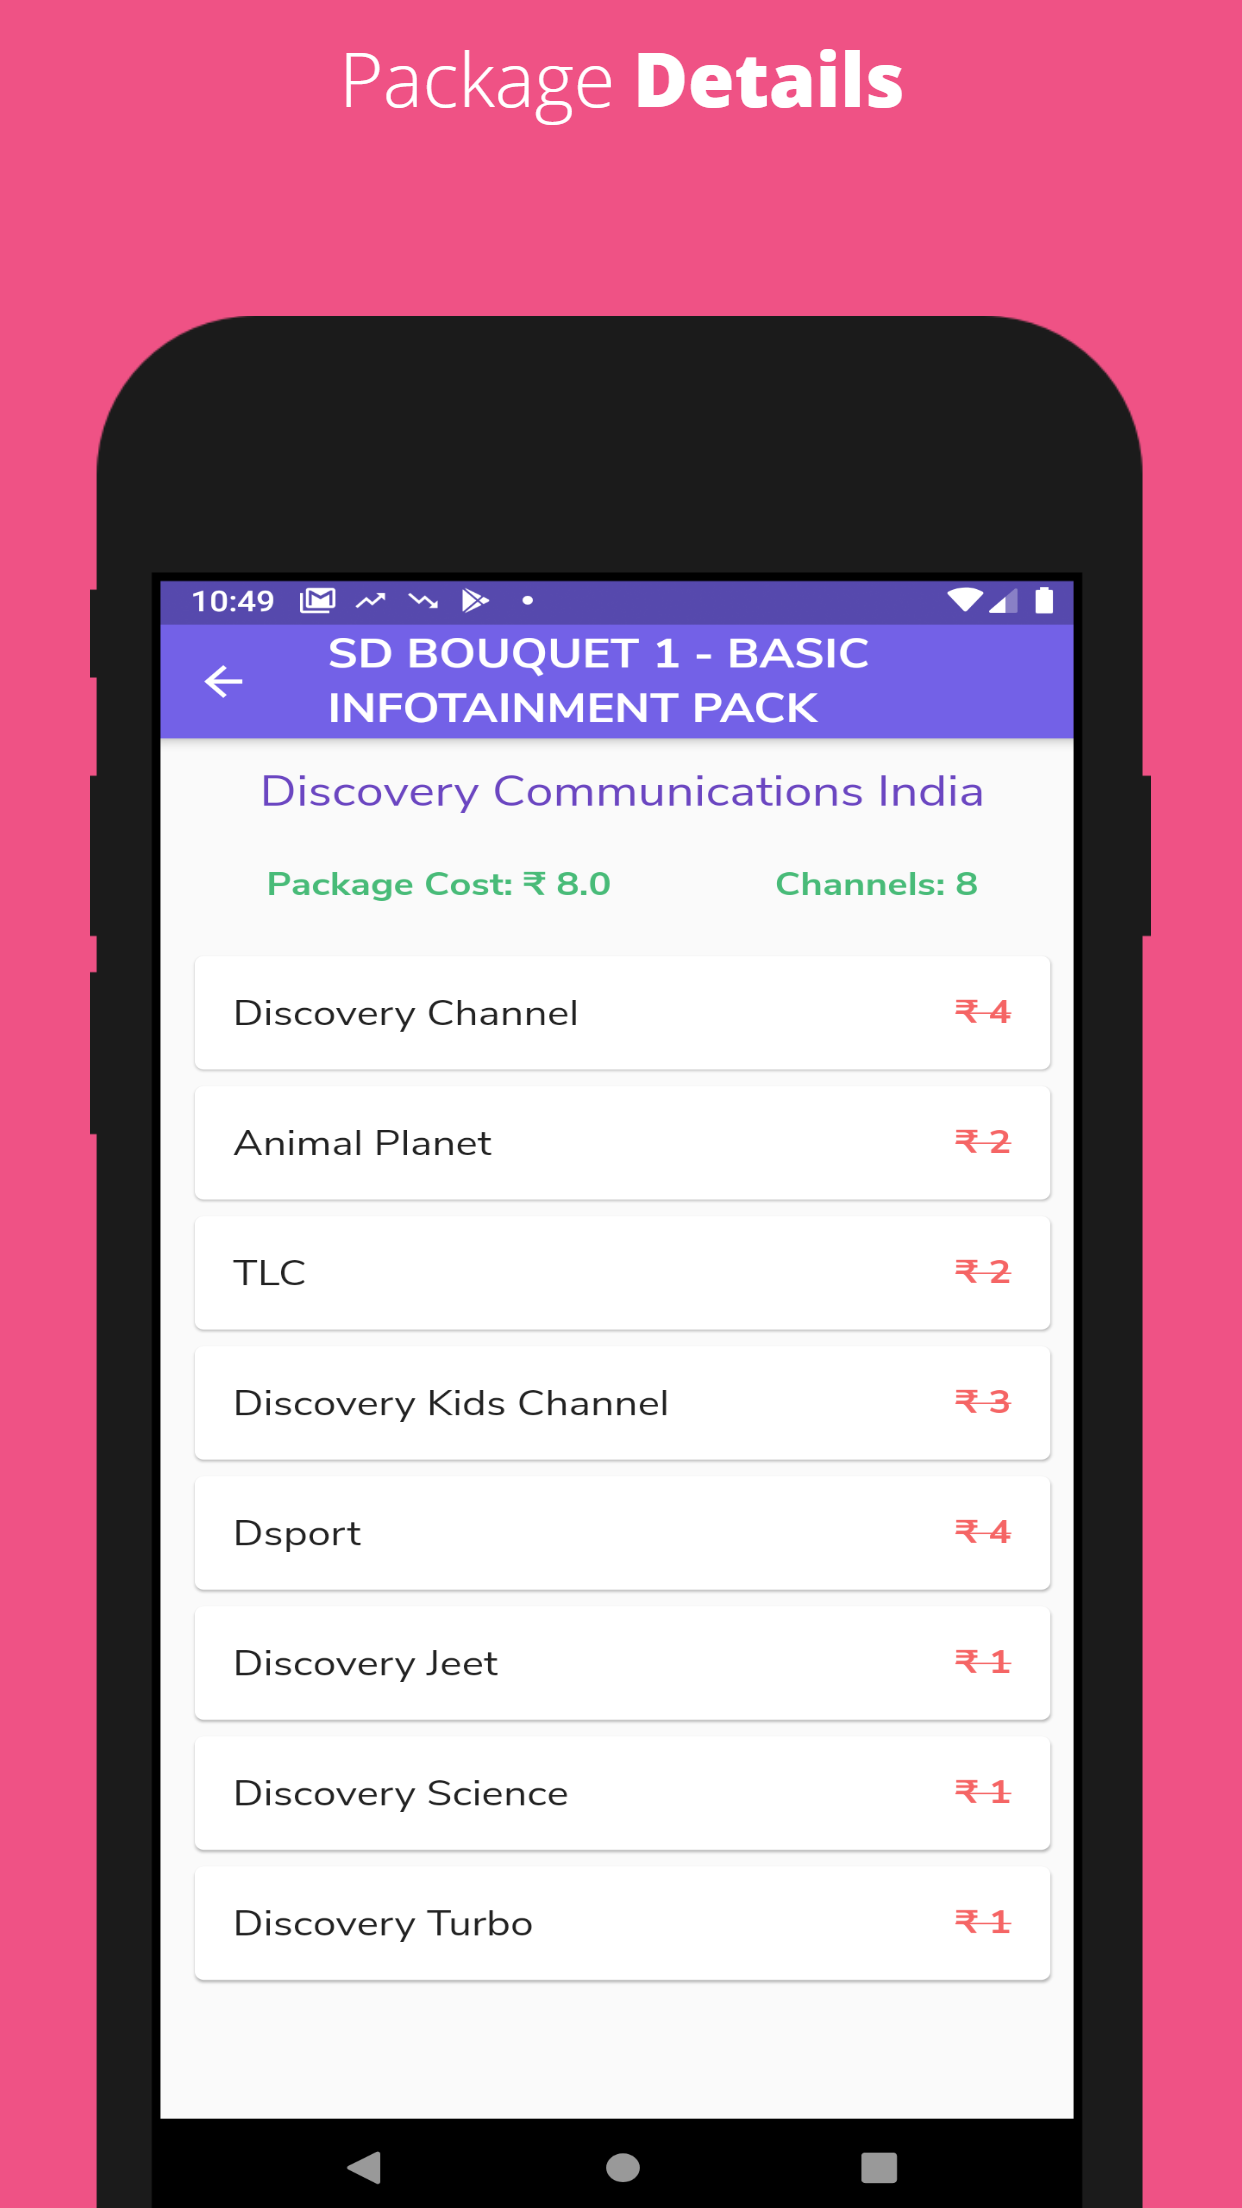 Package Details
10:49
SD BOUQUET 1 - BASIC
INFOTAINMENT PACK
Discovery Communications India
Package Cost: ₹ 8.0 Channels: 8
Discovery Channel ₹ 4
Animal Planet ₹ 2
TLC ₹ 2
Discovery Kids Channel ₹ 3
Dsport ₹ 4
Discovery Jeet ₹ 1
Discovery Science ₹ 1
Discovery Turbo ₹ 1